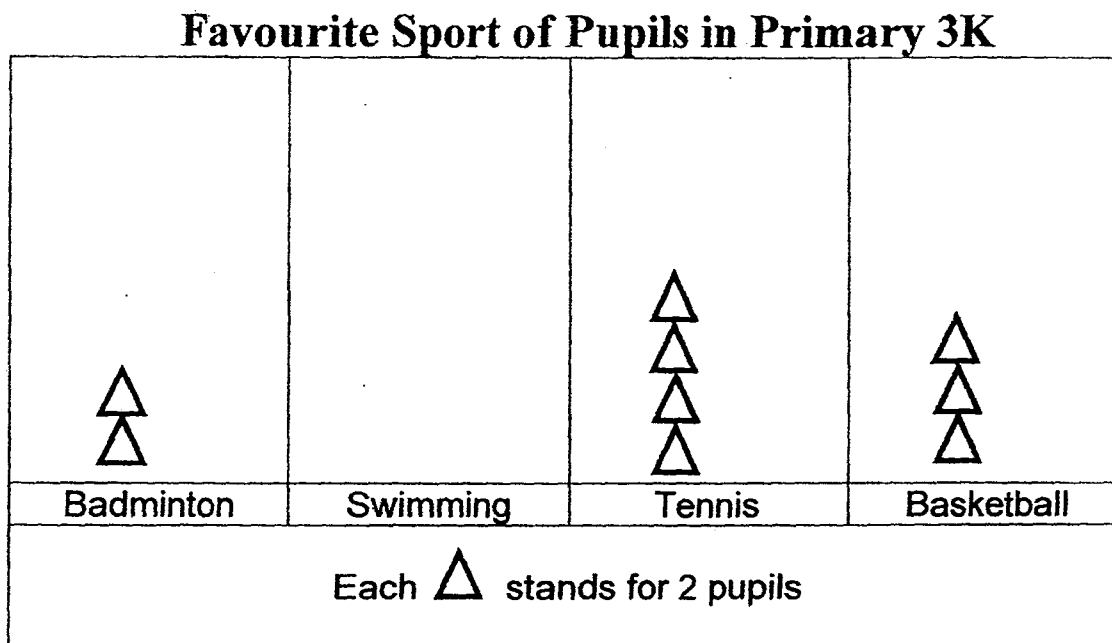 Favourite Sport of Pupils in Primary 3K
Badminton Swimming Tennis Basketball
Each △ stands for 2 pupils